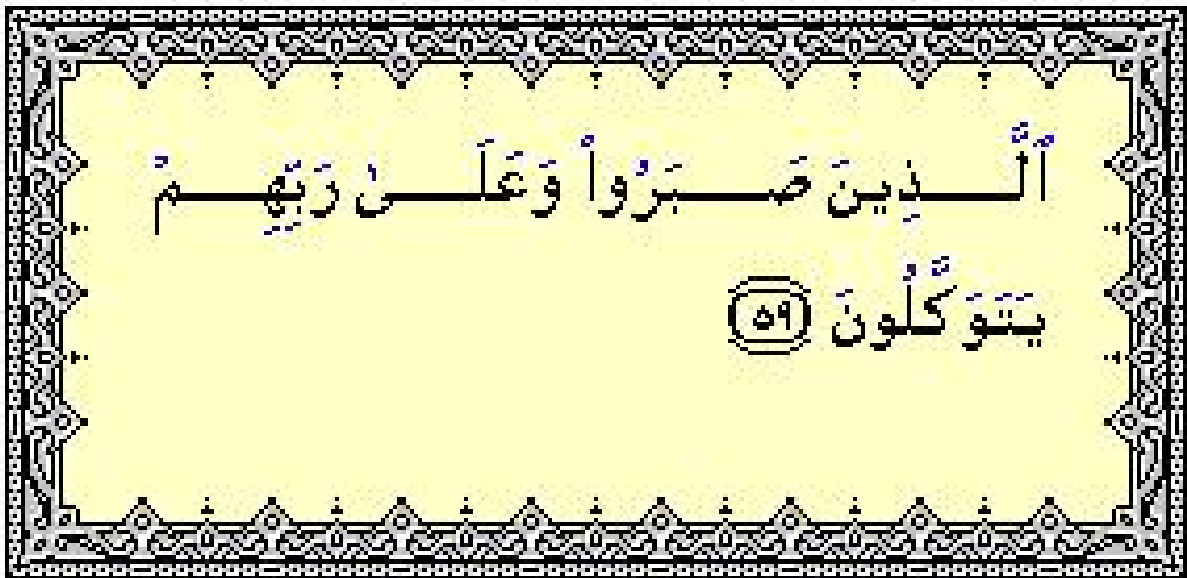 ٱلَّذِينَ صَبَرُوا۟ وَعَلَىٰ رَبِّهِمْ
يَتَوَكَّلُونَ ٥٩